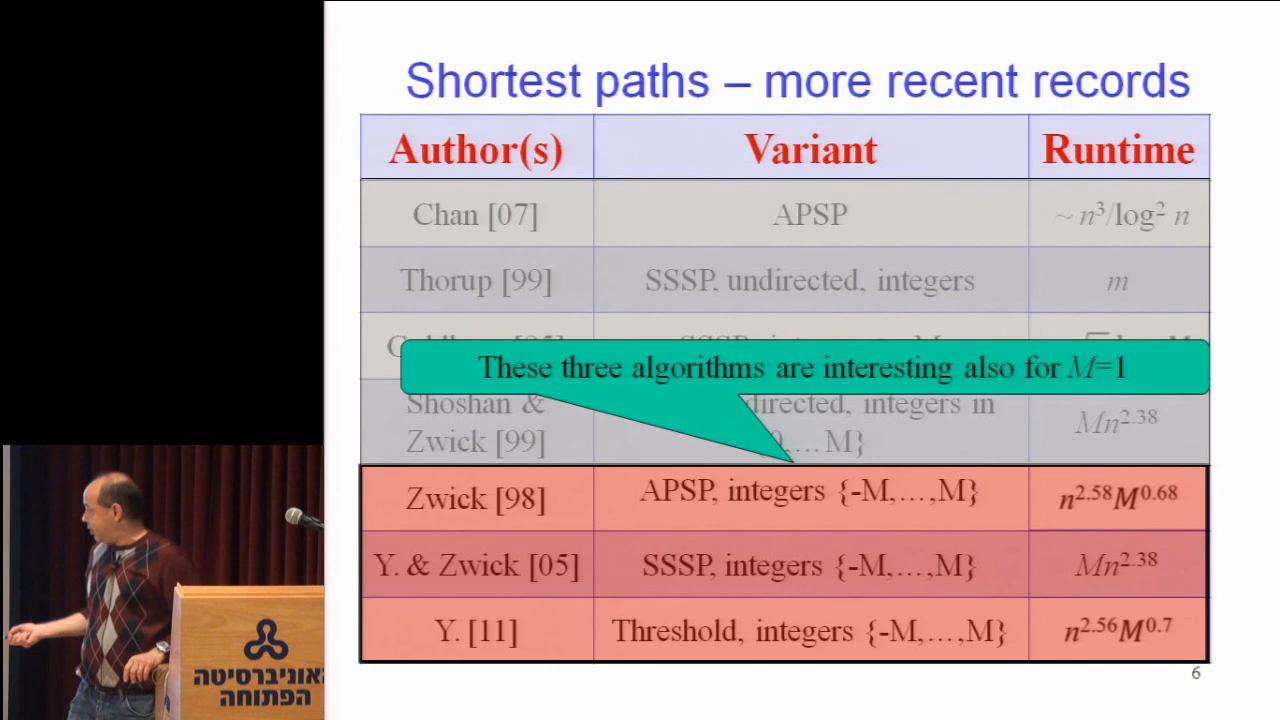 Shortest paths – more recent records
Author(s) Variant Runtime
Chan [07] APSP ~ n³/log² n
Thorup [99] SSSP, undirected, integers m
These three algorithms are interesting also for M=1
Shoshan & directed, integers in
Zwick [99] …M} Mn^2.38
Zwick [98] APSP, integers {-M,…,M} n^2.58M^0.68
Y. & Zwick [05] SSSP, integers {-M,…,M} Mn^2.38
Y. [11] Threshold, integers {-M,…,M} n^2.56M^0.7
6
האוניברסיטה
הפתוחה